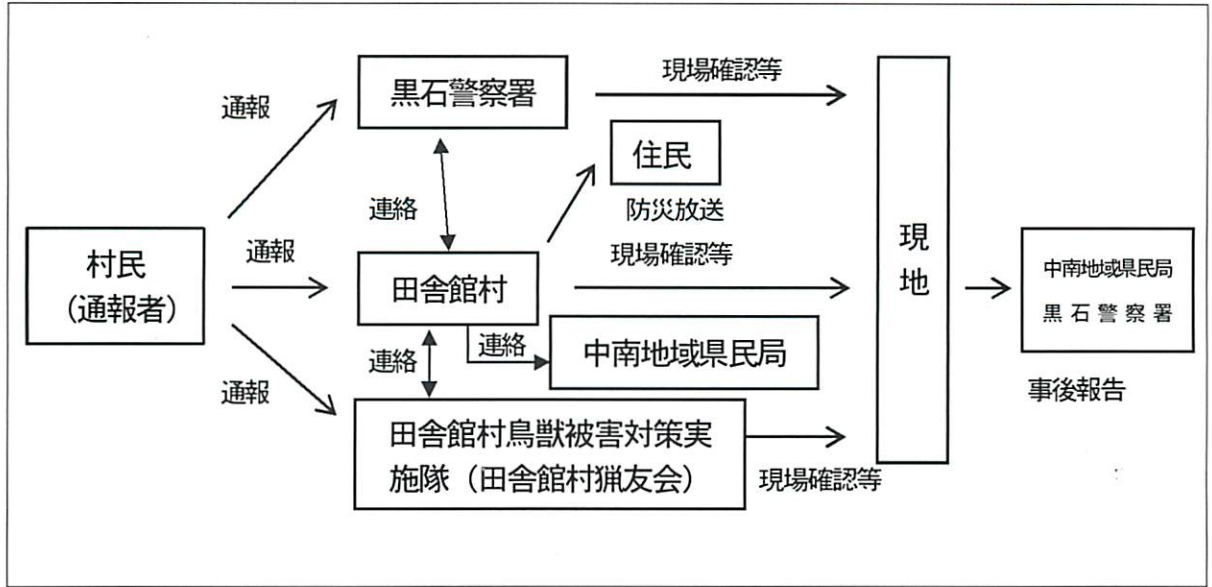 通報
黒石警察署
現場確認等
住民
防災放送
連絡
村民
(通報者)
通報
田舎館村
現場確認等
現地
中南地域県民局
黒石警察署
事後報告
連絡
連絡
中南地域県民局
通報
田舎館村鳥獣被害対策実
施隊（田舎館村猟友会）
現場確認等